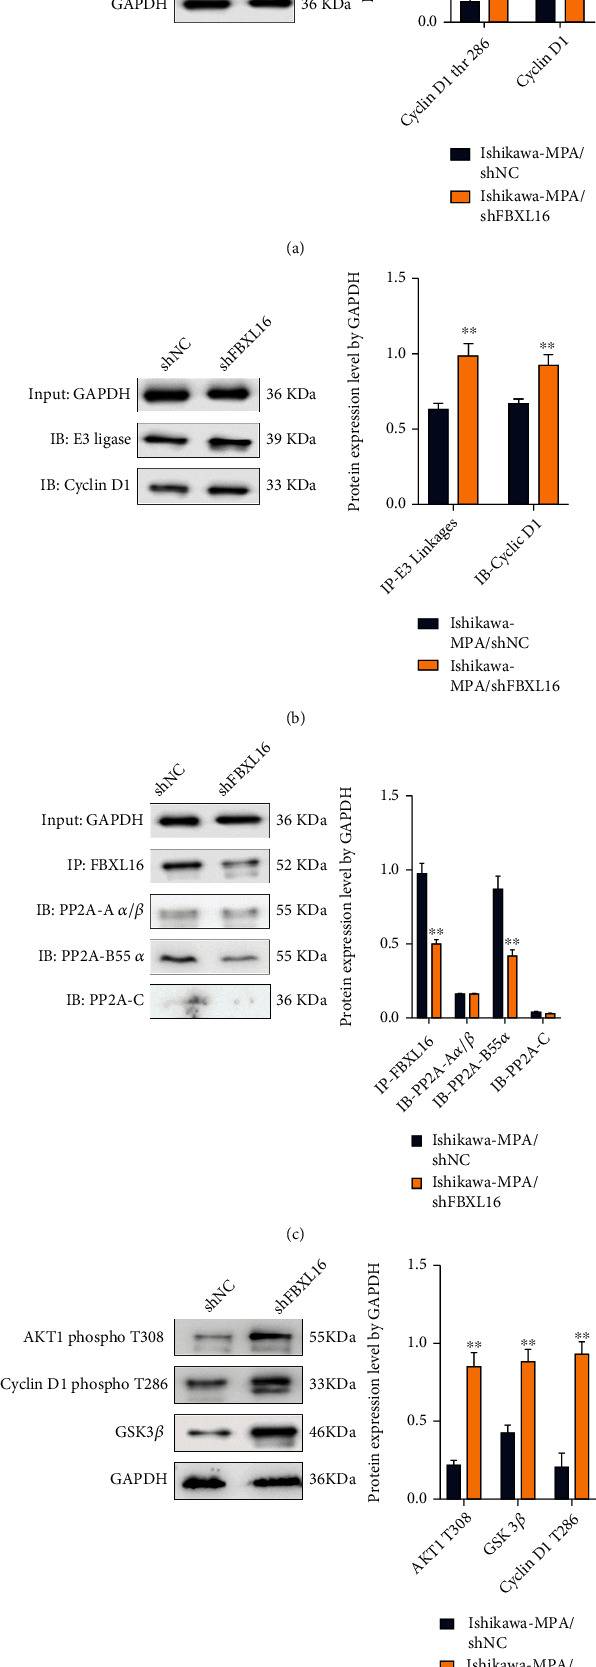 GAPDH 36 KDa
0.0
Cyclin D1 thr 286
Cyclin D1
Ishikawa-MPA/
shNC
Ishikawa-MPA/
shFBXL16
(a)
shNC
shFBXL16
Input: GAPDH 36 KDa
IB: E3 ligase 39 KDa
IB: Cyclin D1 33 KDa
Protein expression level by GAPDH
1.5
1.0
0.5
0.0
** **
IP-E3 Linkages
IB-Cyclic D1
Ishikawa-
MPA/shNC
Ishikawa-
MPA/shFBXL16
(b)
shNC
shFBXL16
Input: GAPDH 36 KDa
IP: FBXL16 52 KDa
IB: PP2A-A α/β 55 KDa
IB: PP2A-B55 α 55 KDa
IB: PP2A-C 36 KDa
Protein expression level by GAPDH
1.5
1.0
0.5
0.0
** **
IP-FBXL16
IB-PP2A-Aα/β
IB-PP2A-B55α
IB-PP2A-C
Ishikawa-MPA/
shNC
Ishikawa-MPA/
shFBXL16
(c)
shNC
shFBXL16
AKT1 phospho T308 55KDa
Cyclin D1 phospho T286 33KDa
GSK3β 46KDa
GAPDH 36KDa
Protein expression level by GAPDH
1.5
1.0
0.5
0.0
** ** **
AKT1 T308
GSK 3β
Cyclin D1 T286
Ishikawa-MPA/
shNC
Ishikawa-MPA/